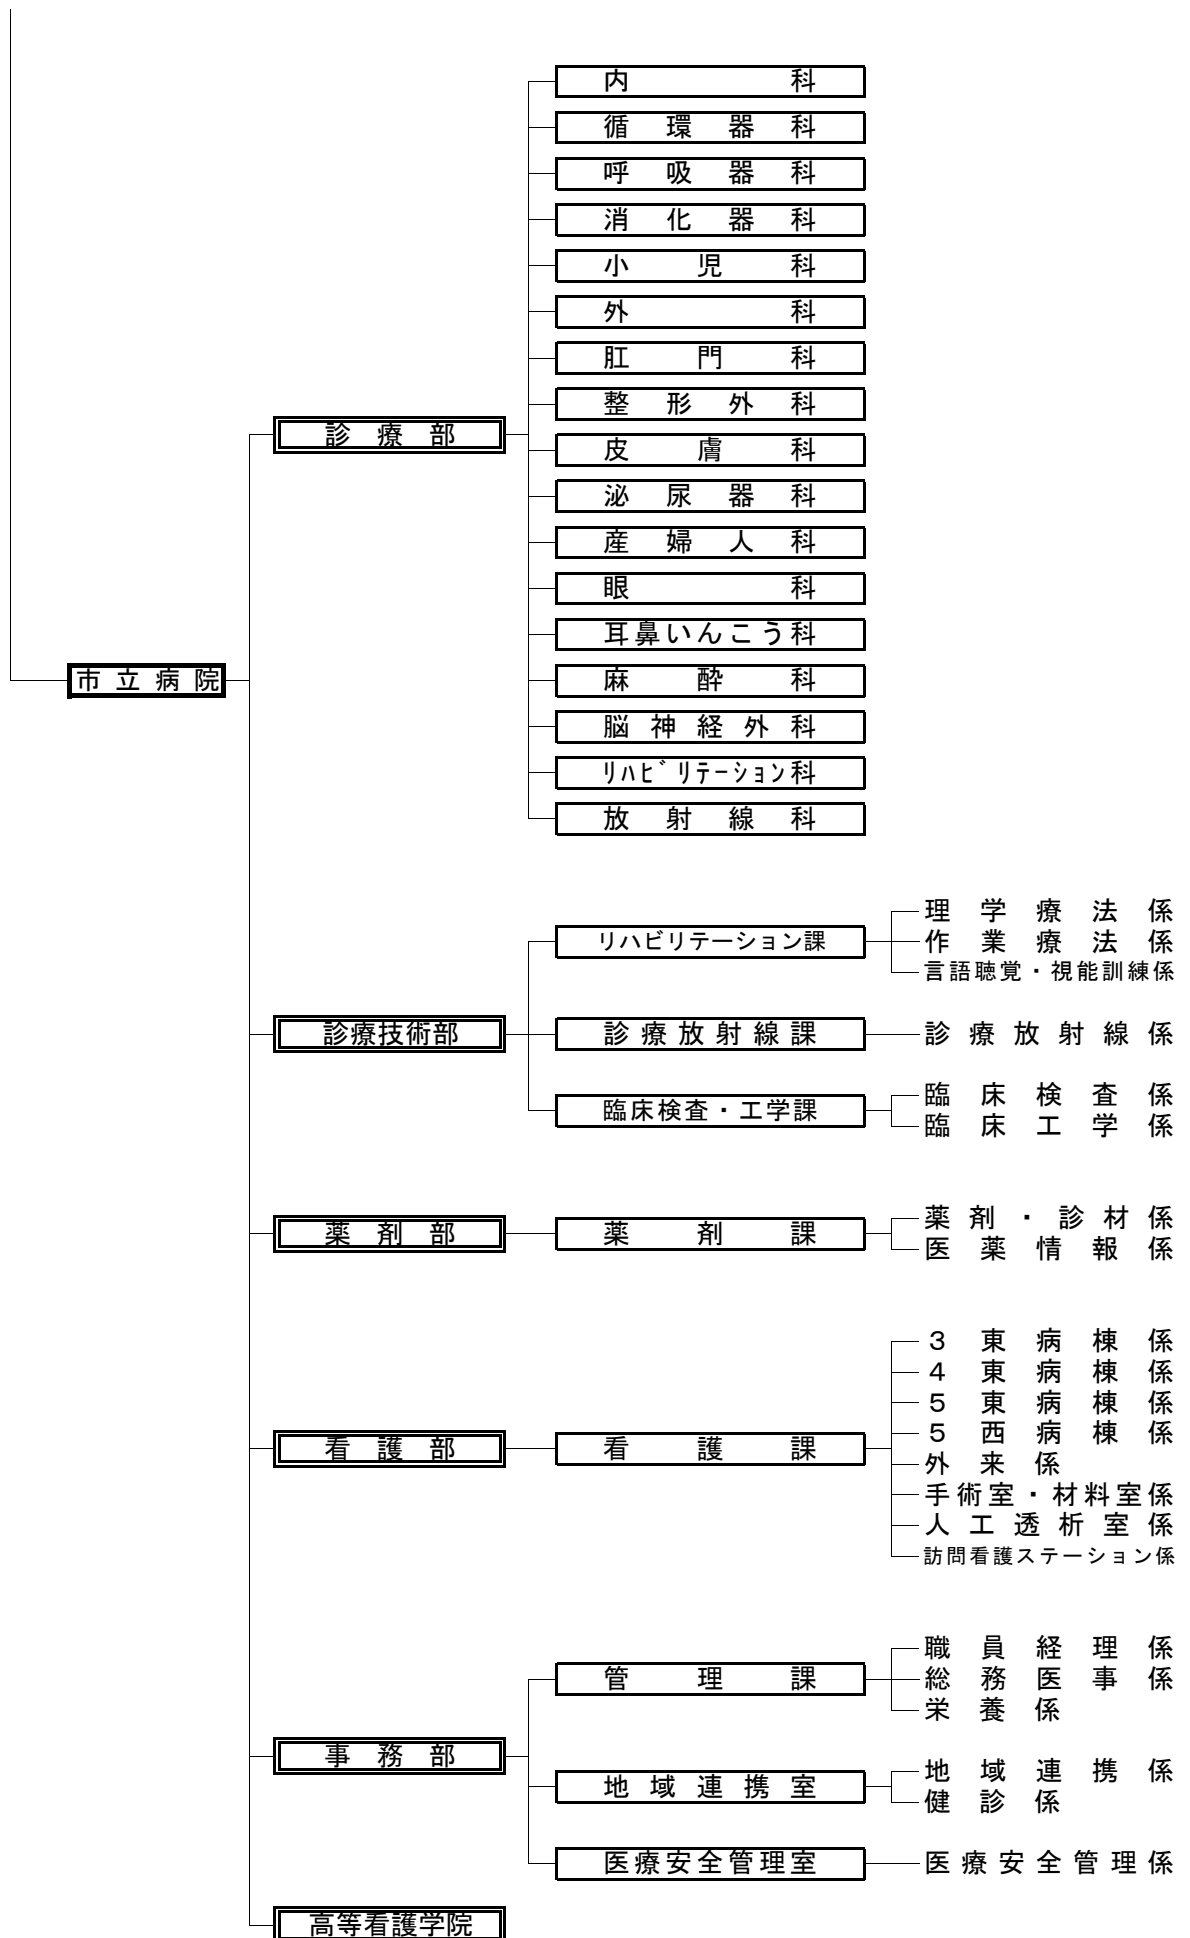 内科
循環器科
呼吸器科
消化器科
小児科
外科
肛門科
整形外科
診療部
皮膚科
泌尿器科
産婦人科
眼科
耳鼻いんこう科
市立病院
麻酔科
脳神経外科
ﾘﾊﾋﾞﾘﾃｰｼｮﾝ科
放射線科
理学療法係
リハビリテーション課
作業療法係
言語聴覚・視能訓練係
診療技術部
診療放射線課
診療放射線係
臨床検査・工学課
臨床検査係
臨床工学係
薬剤部
薬剤課
薬剤・診材係
医薬情報係
3東病棟係
4東病棟係
5東病棟係
5西病棟係
看護部
看護課
外来係
手術室・材料室係
人工透析室係
訪問看護ステーション係
職員経理係
管理課
総務医事係
栄養係
事務部
地域連携室
地域連携係
健診係
医療安全管理室
医療安全管理係
高等看護学院